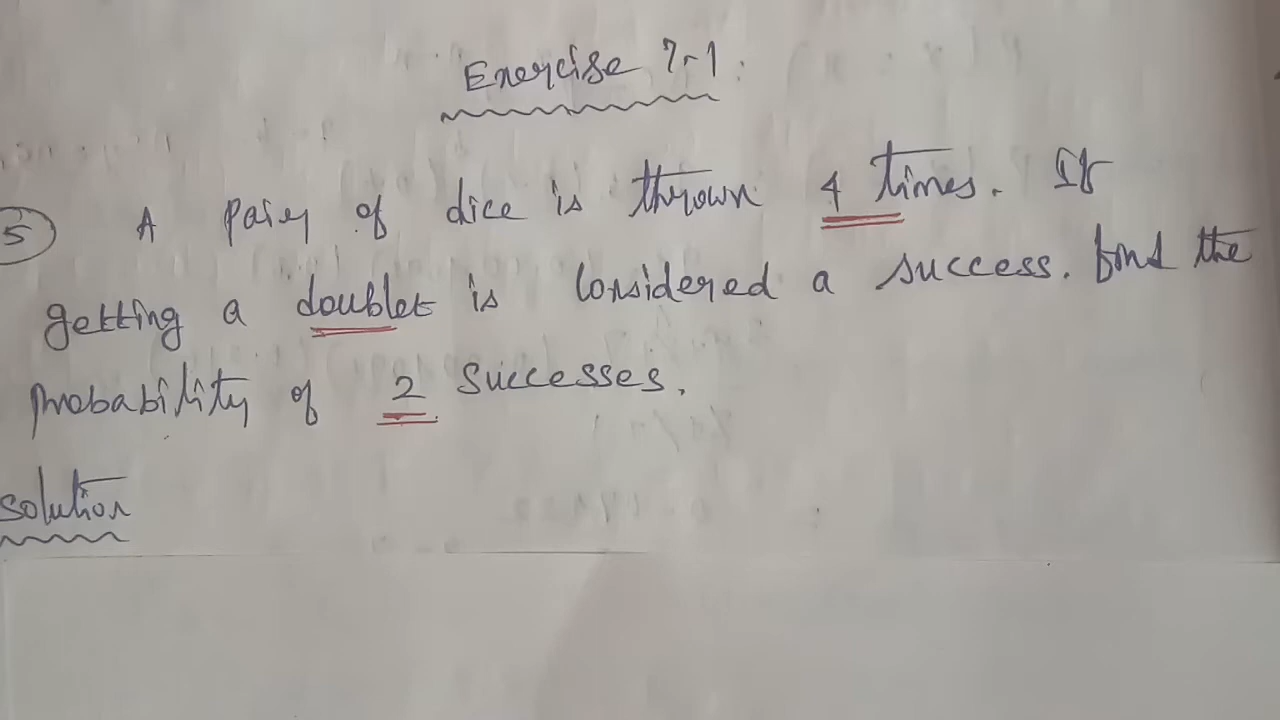 Exercise 7.1
5 A pair of dice is thrown 4 times. If
getting a doublet is considered a success. find the
probability of 2 successes.
solution